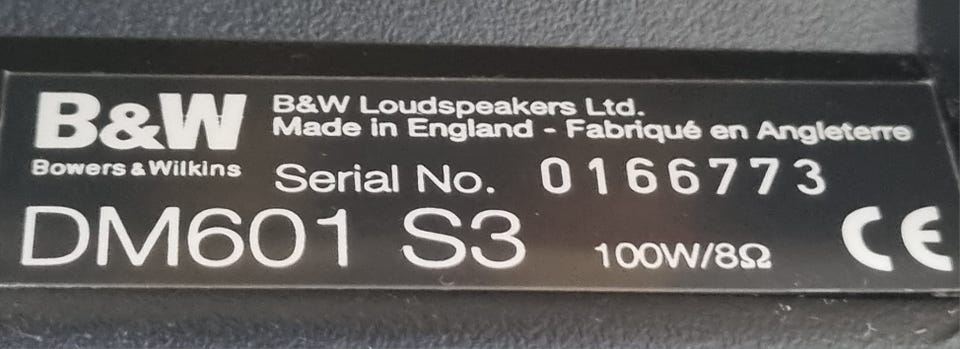 B&W
Bowers & Wilkins
B&W Loudspeakers Ltd.
Made in England - Fabriqué en Angleterre
Serial No. 0166773
DM601 S3
100W/8Ω
CE